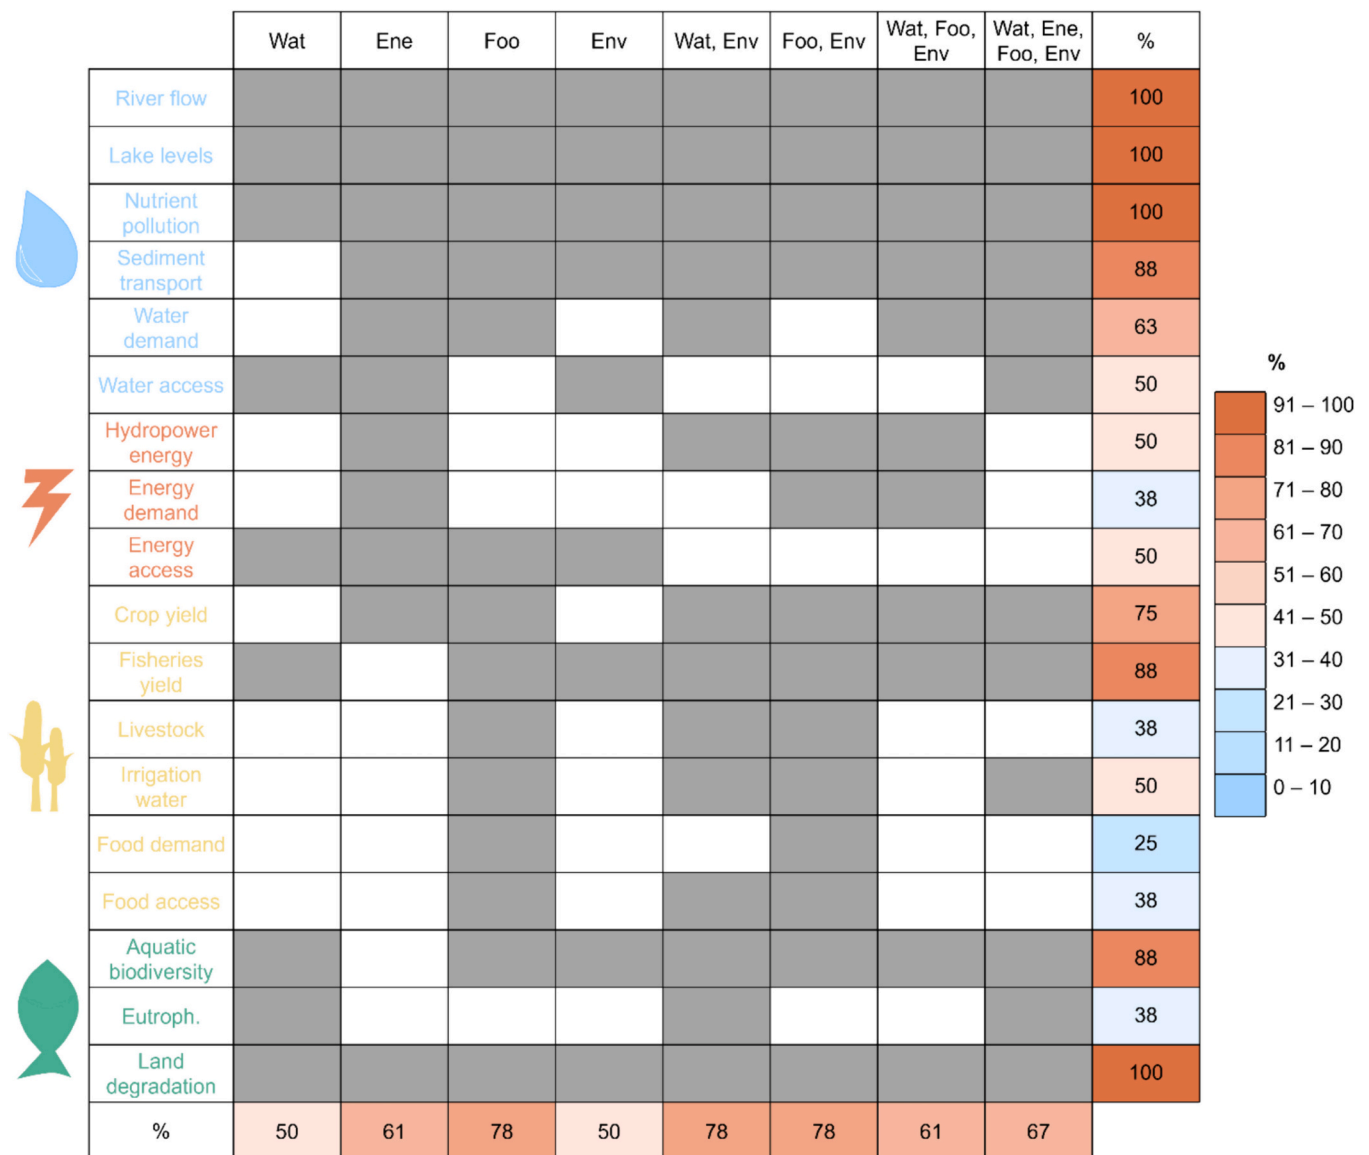 Wat Ene Foo Env Wat, Env Foo, Env Wat, Foo, Wat, Ene, %
Env Foo, Env
River flow 100
Lake levels 100
Nutrient
pollution 100
Sediment
transport 88
Water
demand 63
Water access 50
Hydropower
energy 50
Energy
demand 38
Energy
access 50
Crop yield 75
Fisheries
yield 88
Livestock 38
Irrigation
water 50
Food demand 25
Food access 38
Aquatic
biodiversity 88
Eutroph. 38
Land
degradation 100
% 50 61 78 50 78 78 61 67
%
91 – 100
81 – 90
71 – 80
61 – 70
51 – 60
41 – 50
31 – 40
21 – 30
11 – 20
0 – 10